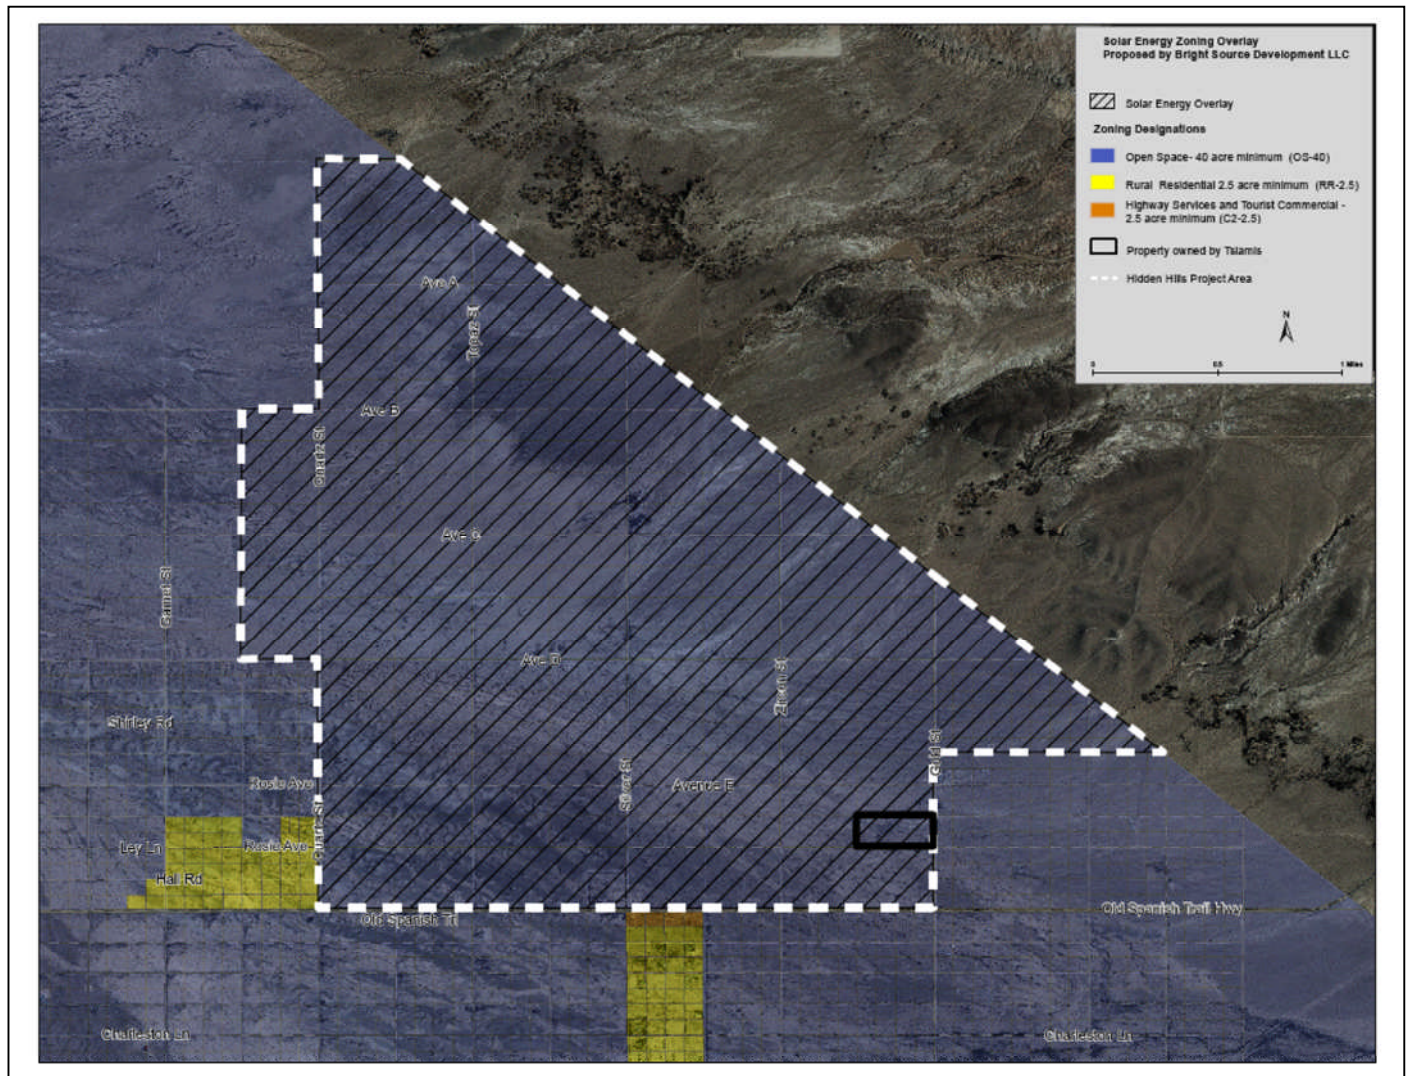 Solar Energy Zoning Overlay
Proposed by Bright Source Development LLC
Solar Energy Overlay
Zoning Designations
Open Space- 40 acre minimum (OS-40)
Rural Residential 2.5 acre minimum (RR-2.5)
Highway Services and Tourist Commercial -
2.5 acre minimum (C2-2.5)
Property owned by Tsiamis
Hidden Hills Project Area
N
0 0.5 1 Miles
Ave A
Topaz St
Ave B
Quartz St
Ave C
Garnet St
Ave D
Zircon St
Shirley Rd
Gold St
Silver St
Avenue E
Rosie Ave
Quartz St
Ley Ln
Rosie Ave
Hall Rd
Old Spanish Trl
Old Spanish Trail Hwy
Charleston Ln
Charleston Ln